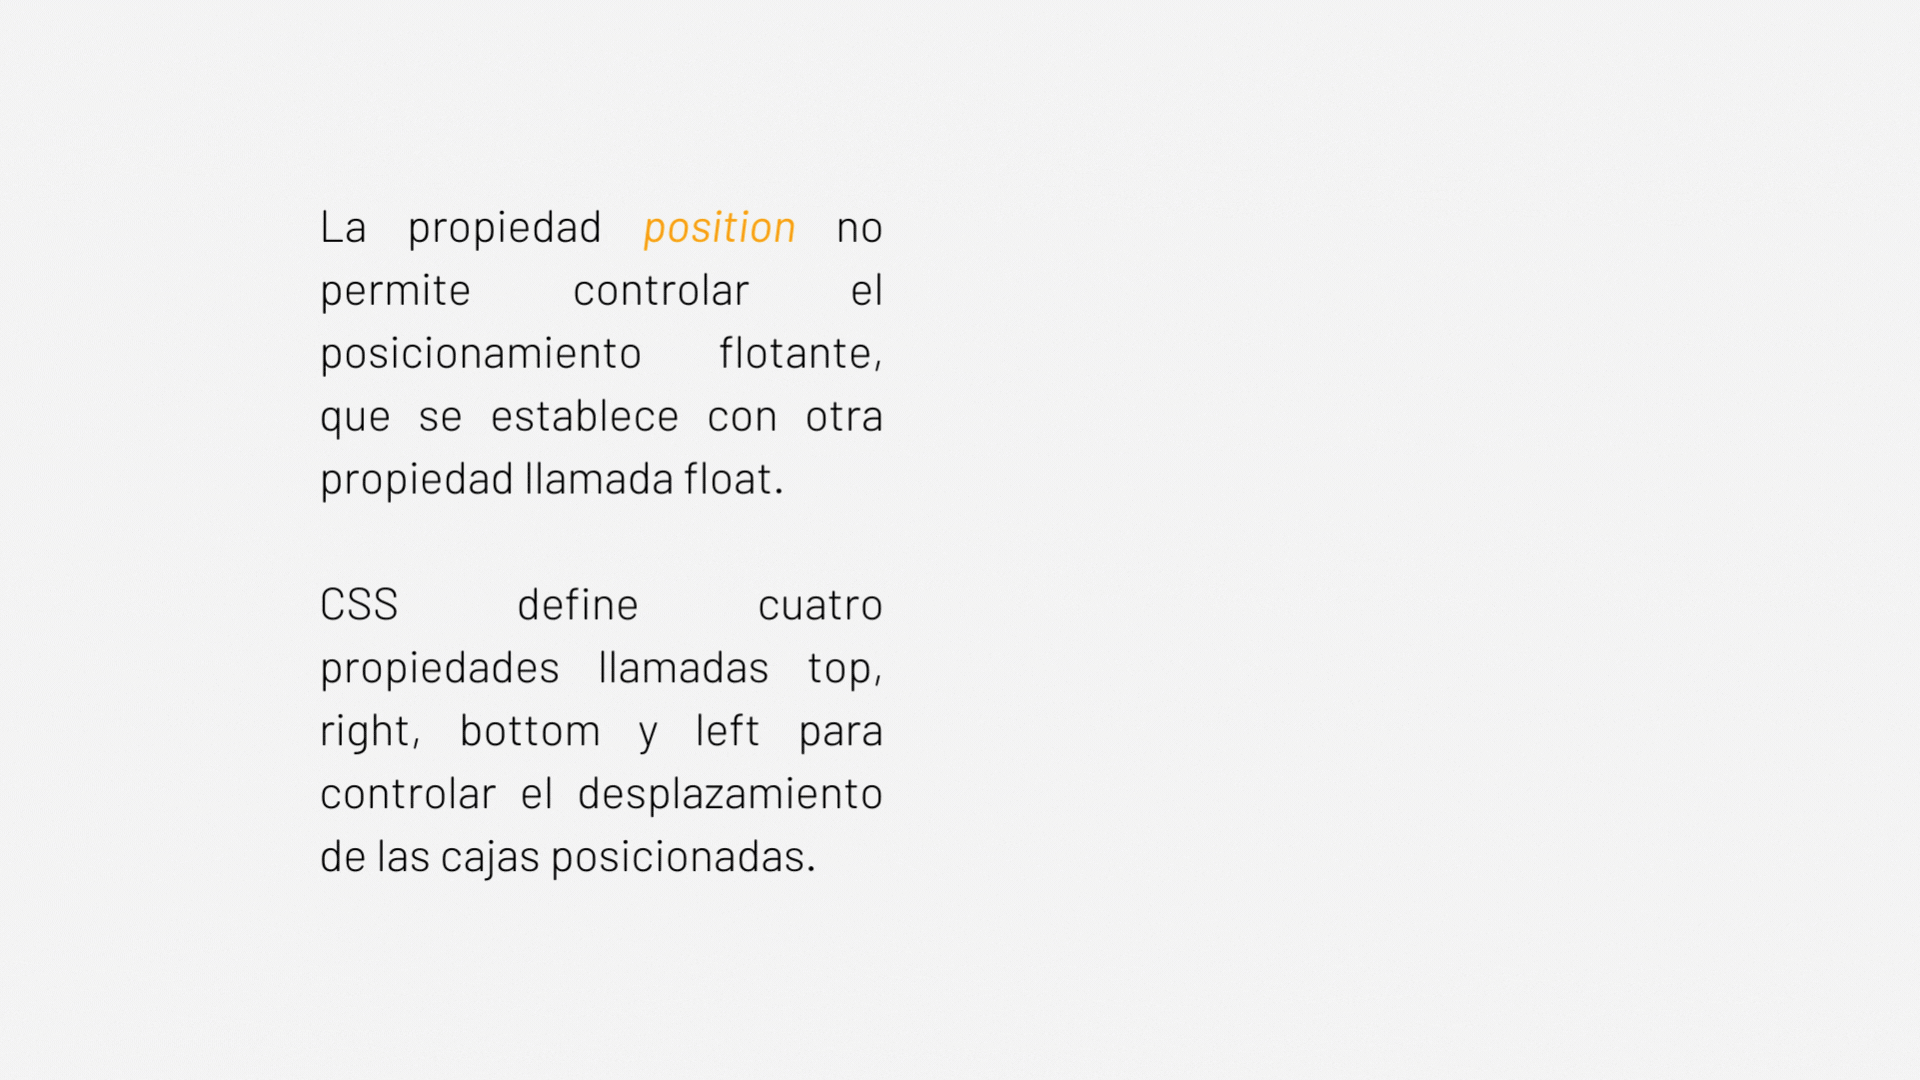 La propiedad position no
permite controlar el
posicionamiento flotante,
que se establece con otra
propiedad llamada float.
CSS define cuatro
propiedades llamadas top,
right, bottom y left para
controlar el desplazamiento
de las cajas posicionadas.